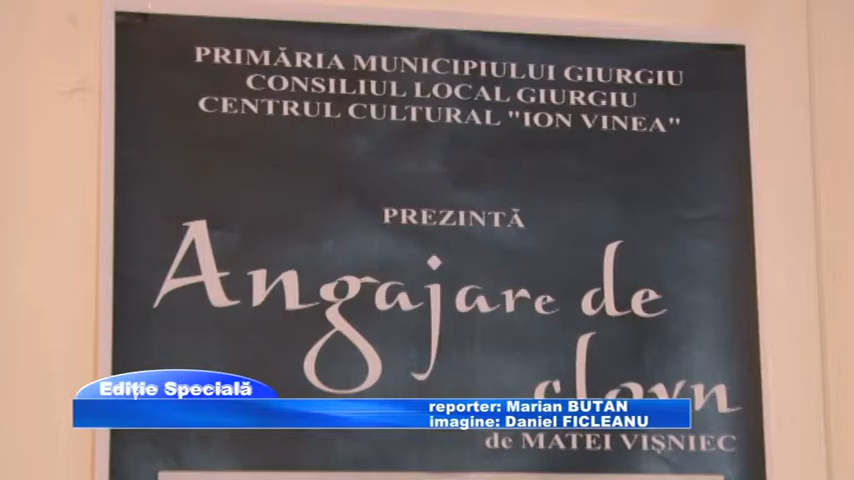 PRIMĂRIA MUNICIPIULUI GIURGIU
CONSILIUL LOCAL GIURGIU
CENTRUL CULTURAL "ION VINEA"
PREZINTĂ
Angajare de
clovn
Ediție Specială
reporter: Marian BUTAN
imagine: Daniel FICLEANU
de MATEI VIȘNIEC